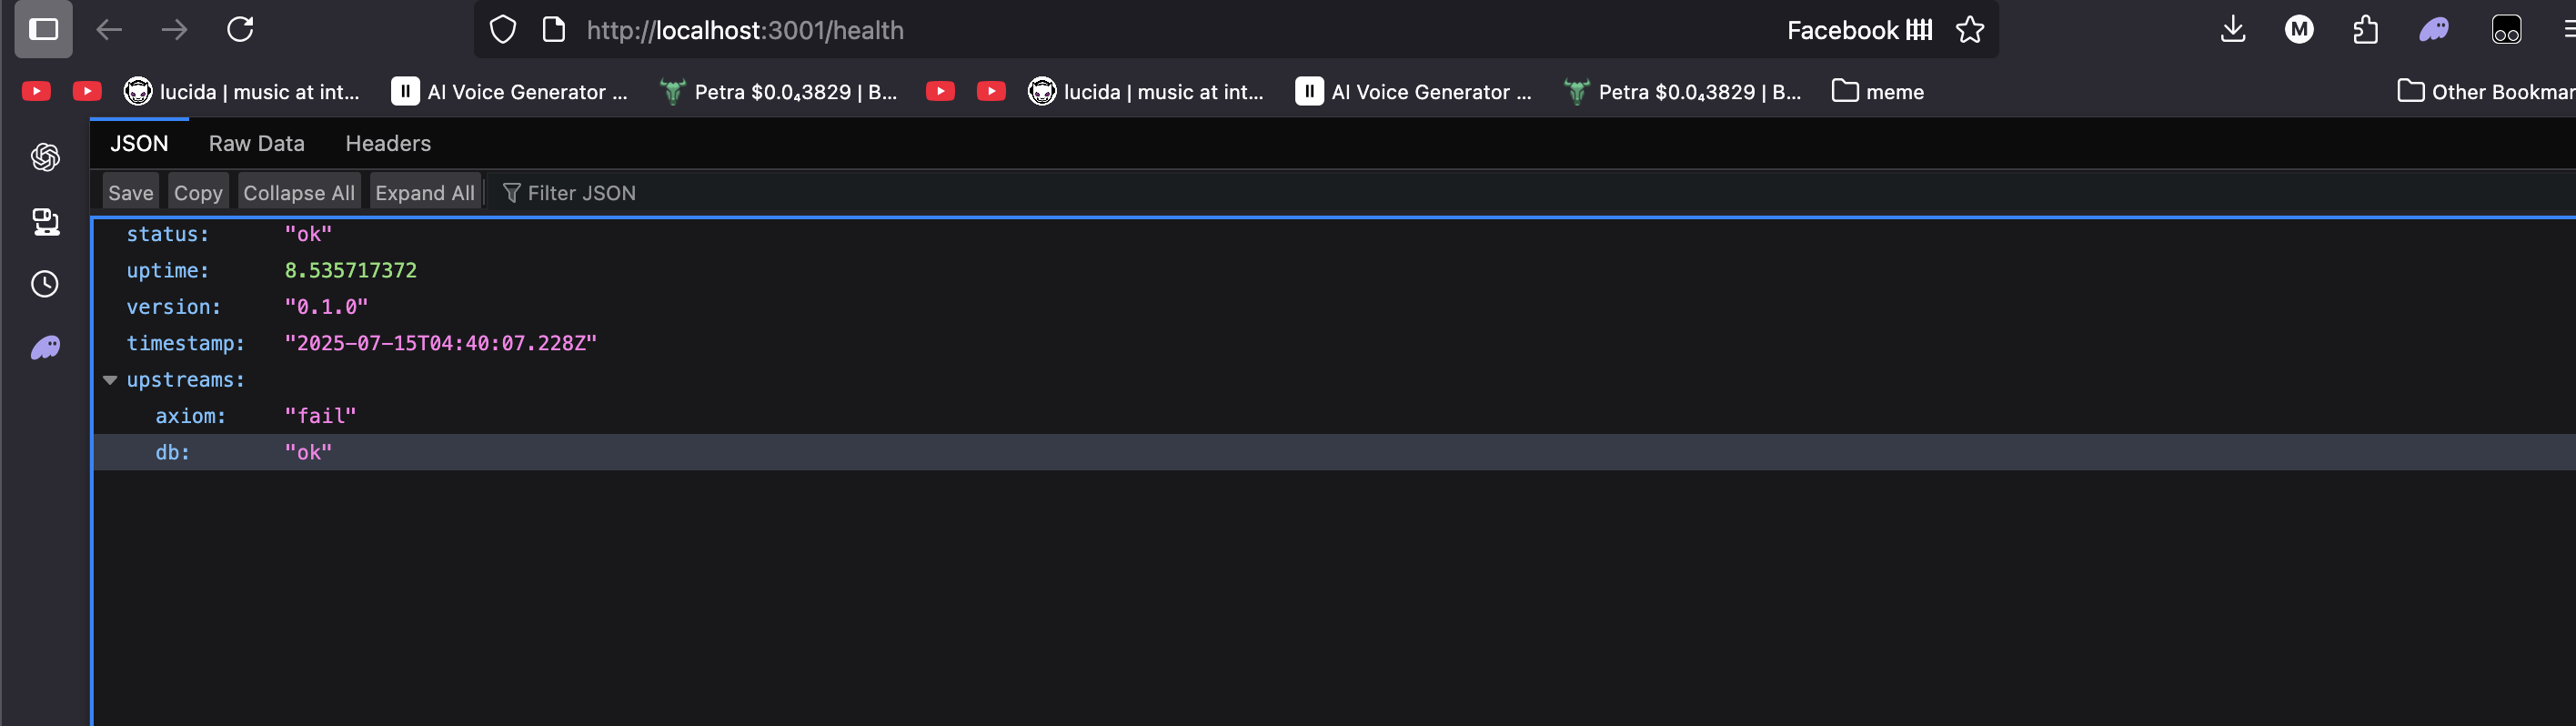 http://localhost:3001/health
Facebook
M
lucida | music at int...
AI Voice Generator ...
Petra $0.0₄3829 | B...
lucida | music at int...
AI Voice Generator ...
Petra $0.0₄3829 | B...
meme
Other Bookmar
JSON
Raw Data
Headers
Save
Copy
Collapse All
Expand All
Filter JSON
status: "ok"
uptime: 8.535717372
version: "0.1.0"
timestamp: "2025-07-15T04:40:07.228Z"
upstreams:
axiom: "fail"
db: "ok"